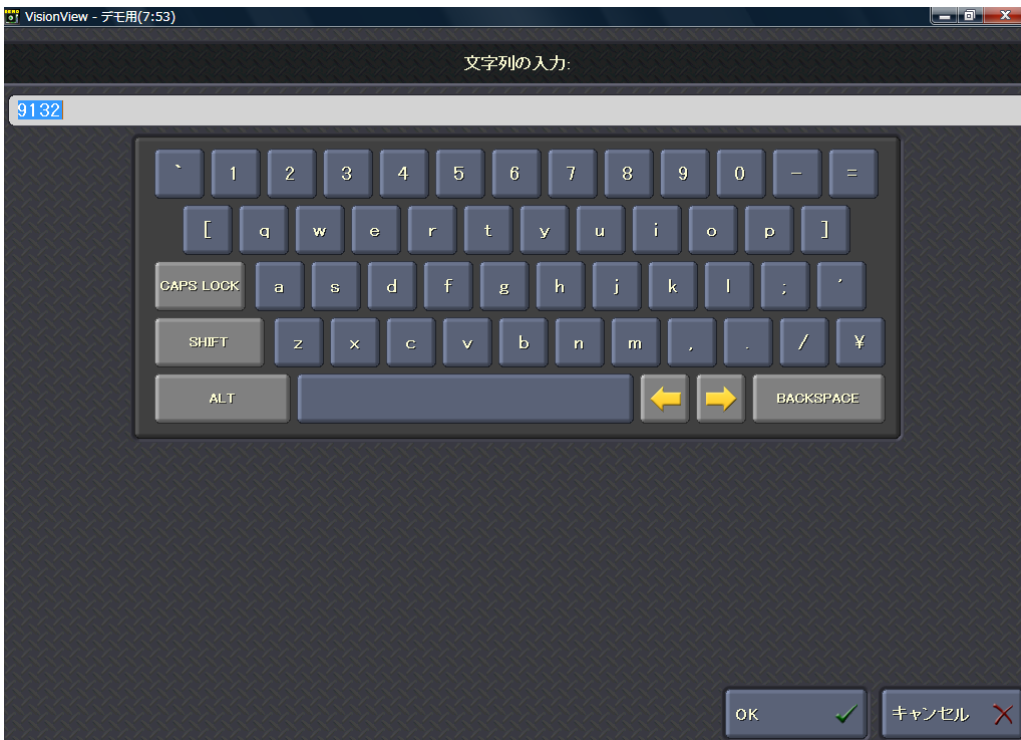 VisionView - デモ用(7:53)
文字列の入力:
9132
` 1 2 3 4 5 6 7 8 9 0 - =
[ q w e r t y u i o p ]
CAPS LOCK a s d f g h j k l ; ´
SHIFT z x c v b n m , . / ¥
ALT BACKSPACE
OK キャンセル